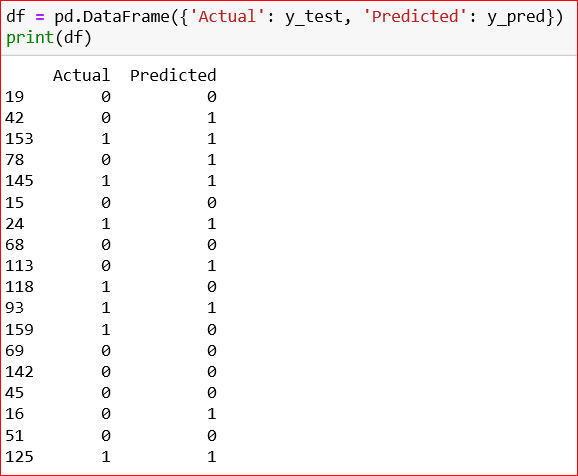 df = pd.DataFrame({'Actual': y_test, 'Predicted': y_pred})
print(df)
Actual Predicted
19 0 0
42 0 1
153 1 1
78 0 1
145 1 1
15 0 0
24 1 1
68 0 0
113 0 1
118 1 0
93 1 1
159 1 0
69 0 0
142 0 0
45 0 0
16 0 1
51 0 0
125 1 1